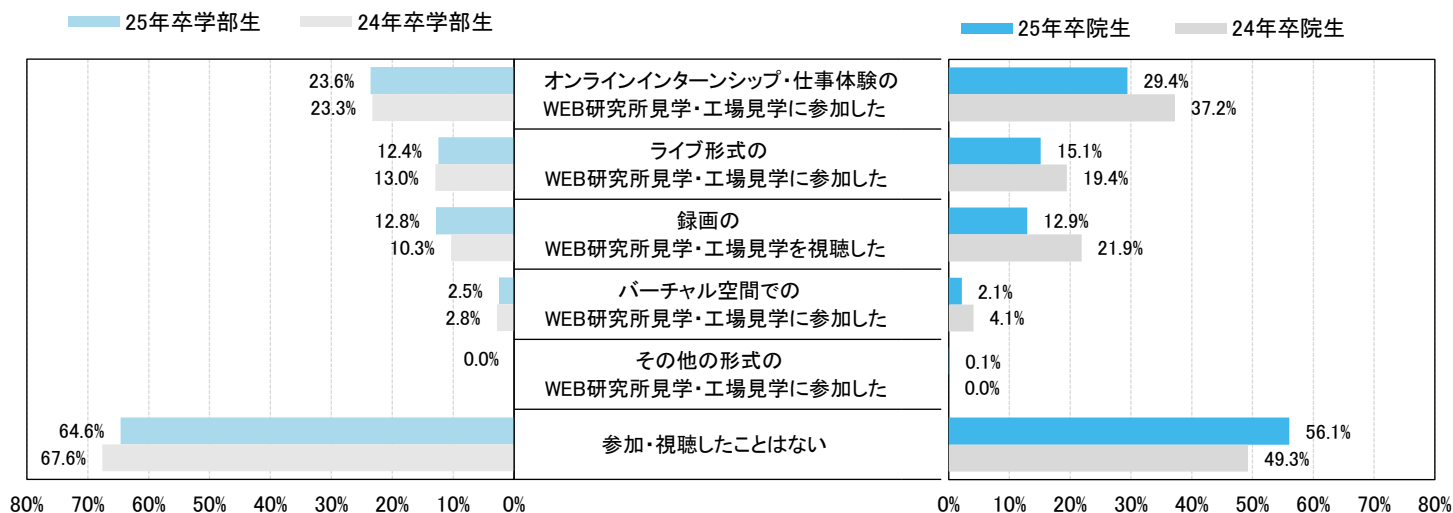 25年卒学部生 24年卒学部生
25年卒院生 24年卒院生
23.6%
23.3%
オンラインインターンシップ・仕事体験の
WEB研究所見学・工場見学に参加した
29.4%
37.2%
12.4%
13.0%
ライブ形式の
WEB研究所見学・工場見学に参加した
15.1%
19.4%
12.8%
10.3%
録画の
WEB研究所見学・工場見学を視聴した
12.9%
21.9%
2.5%
2.8%
バーチャル空間での
WEB研究所見学・工場見学に参加した
2.1%
4.1%
0.0%
その他の形式の
WEB研究所見学・工場見学に参加した
0.1%
0.0%
64.6%
67.6%
参加・視聴したことはない
56.1%
49.3%
80% 70% 60% 50% 40% 30% 20% 10% 0%
0% 10% 20% 30% 40% 50% 60% 70% 80%